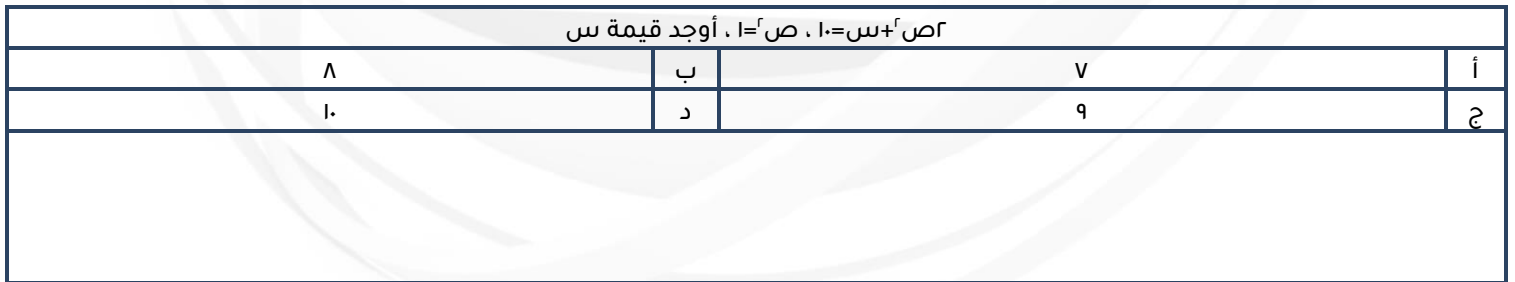 ٢ص٢+س=١٠ ، ص٢=١ ، أوجد قيمة س
أ ٧ ب ٨
ج ٩ د ١٠